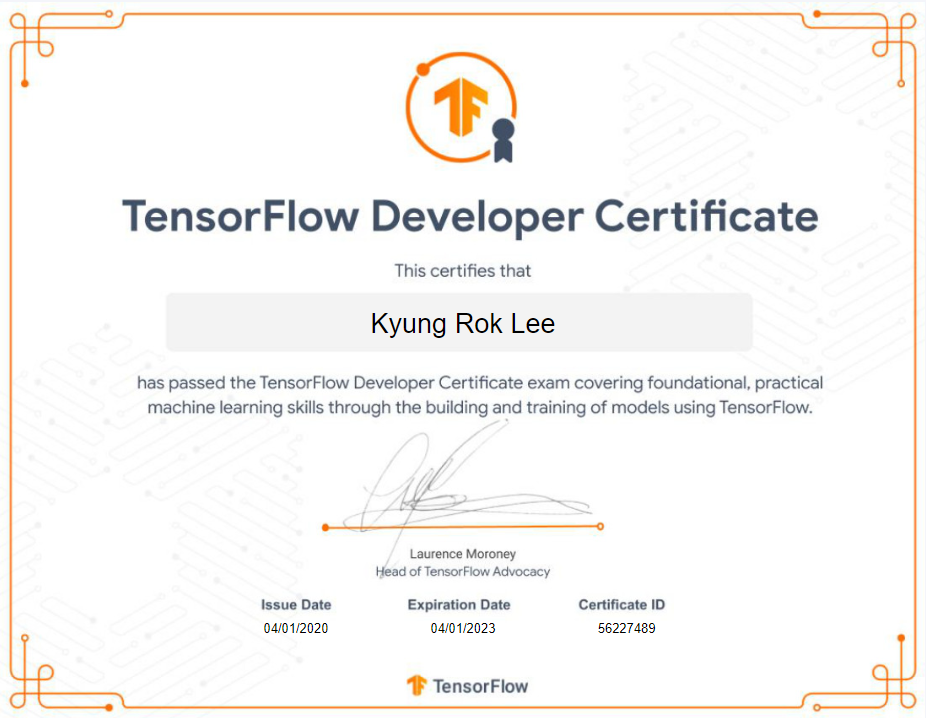 TensorFlow Developer Certificate
This certifies that
Kyung Rok Lee
has passed the TensorFlow Developer Certificate exam covering foundational, practical
machine learning skills through the building and training of models using TensorFlow.
Laurence Moroney
Head of TensorFlow Advocacy
Issue Date Expiration Date Certificate ID
04/01/2020 04/01/2023 56227489
TensorFlow